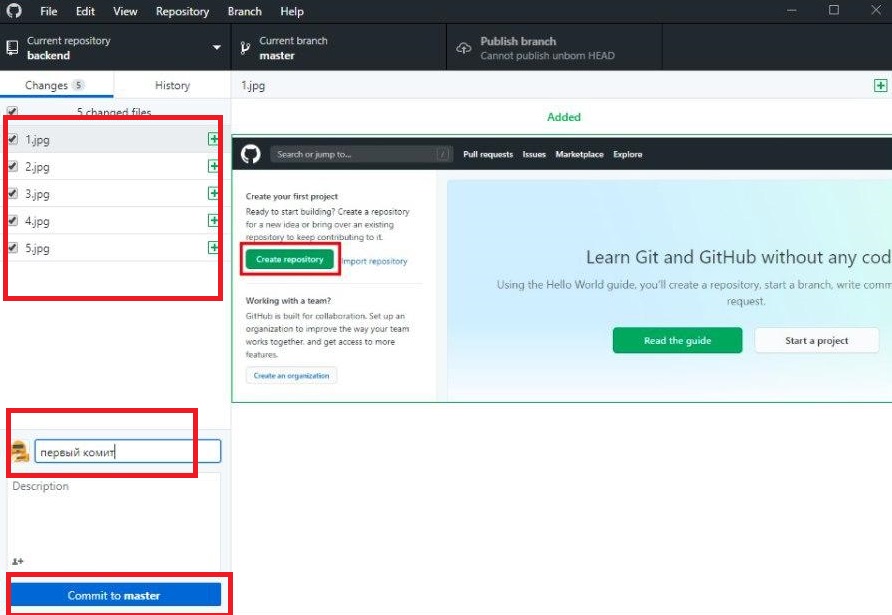 File Edit View Repository Branch Help
Current repository
backend
Current branch
master
Publish branch
Cannot publish unborn HEAD
Changes 5 History
5 changed files
1.jpg
2.jpg
3.jpg
4.jpg
5.jpg
первый комит
Description
Commit to master
1.jpg
Added
Search or jump to... /
Pull requests Issues Marketplace Explore
Create your first project
Ready to start building? Create a repository
for a new idea or bring over an existing
repository to keep contributing to it.
Create repository Import repository
Working with a team?
GitHub is built for collaboration. Set up an
organization to improve the way your team
works together, and get access to more
features.
Create an organization
Learn Git and GitHub without any cod
Using the Hello World guide, you'll create a repository, start a branch, write comm
request.
Read the guide Start a project